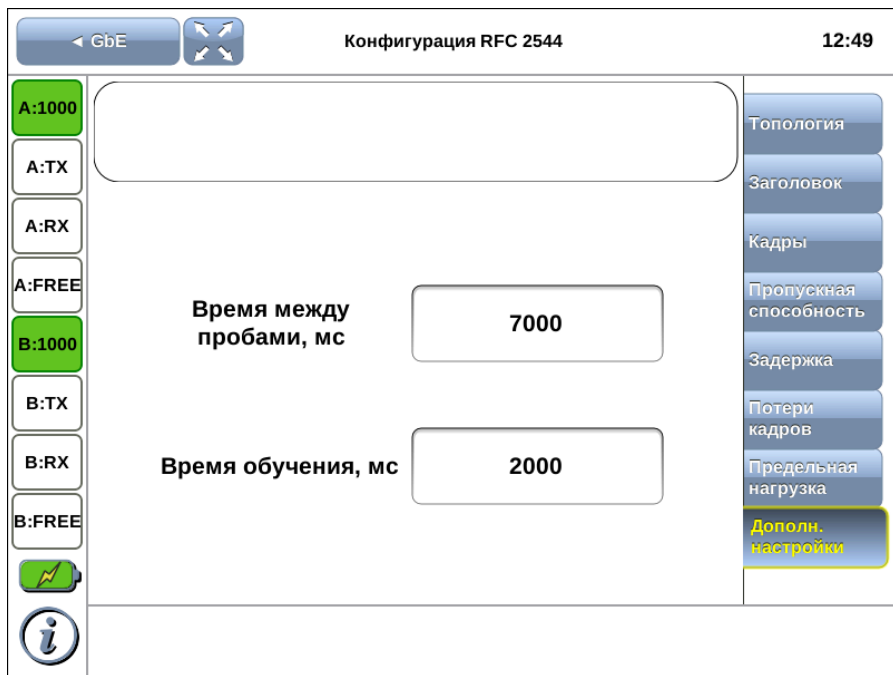 ◄ GbE
Конфигурация RFC 2544
12:49
A:1000
A:TX
A:RX
A:FREE
B:1000
B:TX
B:RX
B:FREE
i
Время между
пробами, мс
7000
Время обучения, мс
2000
Топология
Заголовок
Кадры
Пропускная
способность
Задержка
Потери
кадров
Предельная
нагрузка
Дополн.
настройки